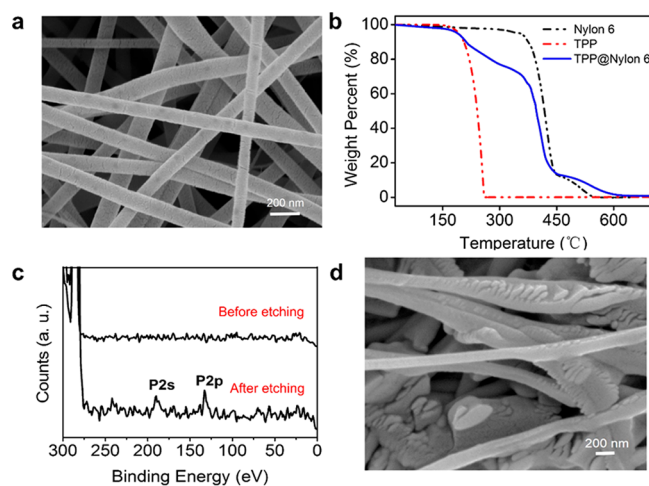 a
200 nm
b
Weight Percent (%)
100
80
60
40
20
0
Nylon 6
TPP
TPP@Nylon 6
150 300 450 600
Temperature (℃)
c
Counts (a. u.)
Before etching
P2s P2p
After etching
300 250 200 150 100 50 0
Binding Energy (eV)
d
200 nm